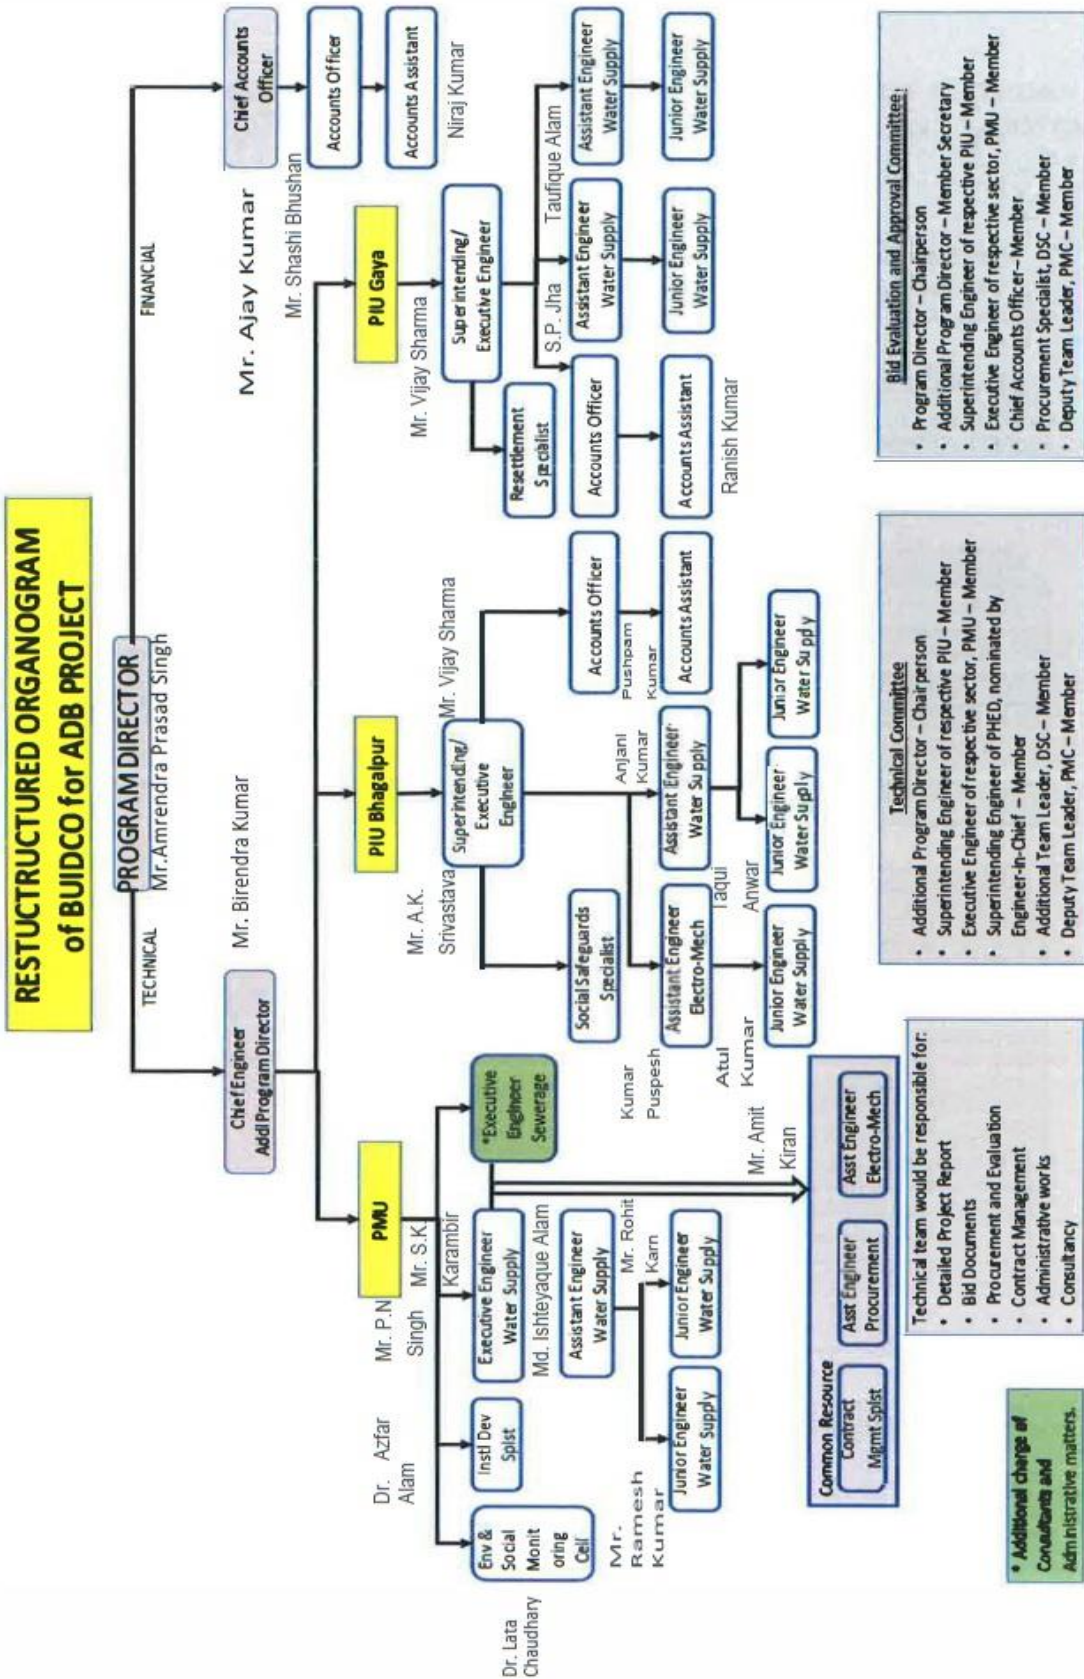 RESTUCTRUCTURED ORGANOGRAM
of BUIDCO for ADB PROJECT
PROGRAM DIRECTOR
Mr.Amrendra Prasad Singh
TECHNICAL
FINANCIAL
Chief Engineer
Addl Program Director
Mr. Birendra Kumar
Mr. Ajay Kumar
Chief Accounts
Officer
Mr. Shashi Bhushan
Accounts Officer
Accounts Assistant
Niraj Kumar
PMU
PIU Bhagalpur
PIU Gaya
Dr. Azfar
Alam
Mr. P.N
Singh
Mr. S.K.
Karambir
Mr. A.K.
Srivastava
Mr. Vijay Sharma
Mr. Vijay Sharma
Dr. Lata
Chaudhary
Env &
Social
Monit
oring
Cell
Instl Dev
Splst
Executive Engineer
Water Supply
*Executive
Engineer
Sewerage
Superintending/
Executive
Engineer
Superintending/
Executive Engineer
Resettlement
Specialist
Md. Ishteyaque Alam
Assistant Engineer
Water Supply
Social Safeguards
Specialist
Accounts Officer
Accounts Officer
S.P. Jha
Assistant Engineer
Water Supply
Taufique Alam
Assistant Engineer
Water Supply
Mr.
Ramesh
Kumar
Mr. Rohit
Karn
Kumar
Puspesh
Anjani
Kumar
Pushpam
Kumar
Junior Engineer
Water Supply
Junior Engineer
Water Supply
Assistant Engineer
Electro-Mech
Assistant Engineer
Water Supply
Accounts Assistant
Accounts Assistant
Junior Engineer
Water Supply
Junior Engineer
Water Supply
Ranish Kumar
Mr. Amit
Kiran
Atul
Kumar
Taqui
Anwar
Junior Engineer
Water Supply
Junior Engineer
Water Supply
Junior Engineer
Water Supply
Common Resource
Contract
Mgmt Splst
Asst Engineer
Procurement
Asst Engineer
Electro-Mech
* Additional charge of
Consultants and
Administrative matters.
Technical team would be responsible for:
• Detailed Project Report
• Bid Documents
• Procurement and Evaluation
• Contract Management
• Administrative works
• Consultancy
Technical Committee
• Additional Program Director – Chairperson
• Superintending Engineer of respective PIU – Member
• Executive Engineer of respective sector, PMU – Member
• Superintending Engineer of PHED, nominated by
Engineer-in-Chief – Member
• Additional Team Leader, DSC – Member
• Deputy Team Leader, PMC – Member
Bid Evaluation and Approval Committee:
• Program Director – Chairperson
• Additional Program Director – Member Secretary
• Superintending Engineer of respective PIU – Member
• Executive Engineer of respective sector, PMU – Member
• Chief Accounts Officer – Member
• Procurement Specialist, DSC – Member
• Deputy Team Leader, PMC – Member